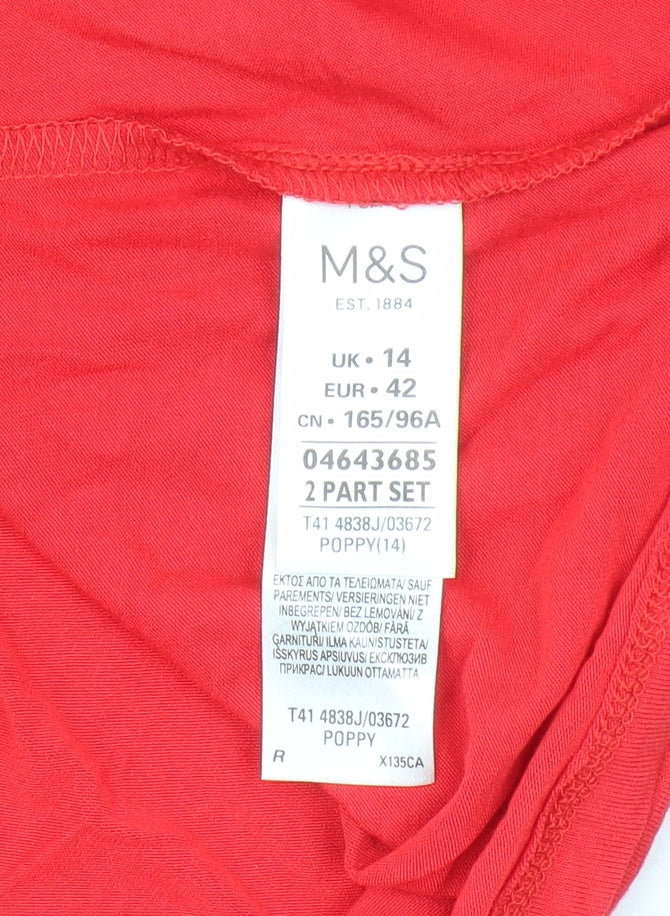 M&S
EST. 1884
UK • 14
EUR • 42
CN • 165/96A
04643685
2 PART SET
T41 4838J/03672
POPPY(14)
ΕΚΤΟΣ ΑΠΟ ΤΑ ΤΕΛΕΙΩΜΑΤΑ/ SAUF
PAREMENTS/ VERSIERINGEN NIET
INBEGREPEN/ BEZ LEMOVÁNÍ/ Z
WYJĄTKIEM OZDÓB/ FĂRĂ
GARNITURI/ ILMA KAUNISTUSTETA/
IŠSKYRUS APSIUVUS/ ЕКСКЛЮЗИВ
ПРИКРАС/ LUKUUN OTTAMATTA
T41 4838J/03672
POPPY
R X135CA